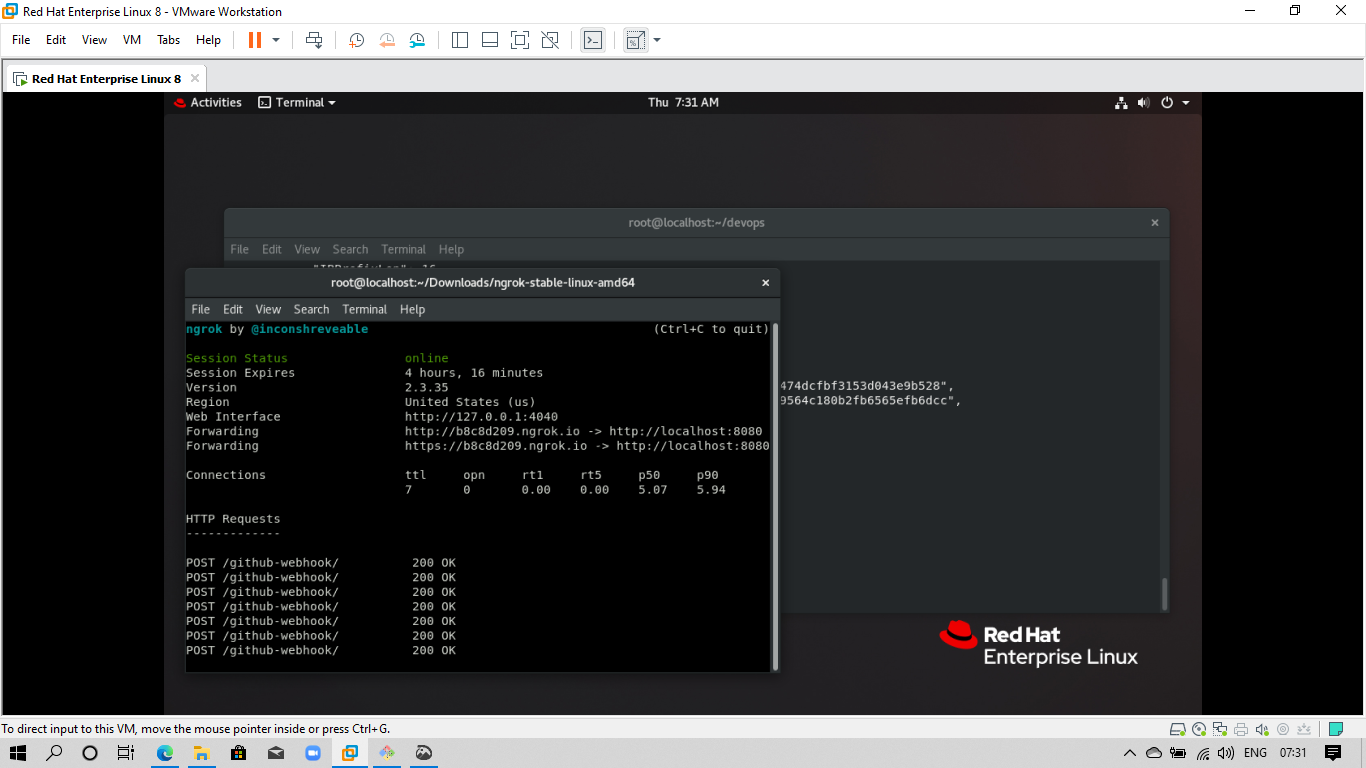 Red Hat Enterprise Linux 8 - VMware Workstation
File Edit View VM Tabs Help
Red Hat Enterprise Linux 8
Activities Terminal Thu 7:31 AM
root@localhost:~/devops
File Edit View Search Terminal Help
root@localhost:~/Downloads/ngrok-stable-linux-amd64
File Edit View Search Terminal Help
ngrok by @inconshreveable (Ctrl+C to quit)
Session Status online
Session Expires 4 hours, 16 minutes
Version 2.3.35
Region United States (us)
Web Interface http://127.0.0.1:4040
Forwarding http://b8c8d209.ngrok.io -> http://localhost:8080
Forwarding https://b8c8d209.ngrok.io -> http://localhost:8080
Connections ttl opn rt1 rt5 p50 p90
7 0 0.00 0.00 5.07 5.94
HTTP Requests
-------------
POST /github-webhook/ 200 OK
POST /github-webhook/ 200 OK
POST /github-webhook/ 200 OK
POST /github-webhook/ 200 OK
POST /github-webhook/ 200 OK
POST /github-webhook/ 200 OK
POST /github-webhook/ 200 OK
474dcfbf3153d043e9b528",
9564c180b2fb6565efb6dcc",
Red Hat
Enterprise Linux
To direct input to this VM, move the mouse pointer inside or press Ctrl+G.
ENG 07:31